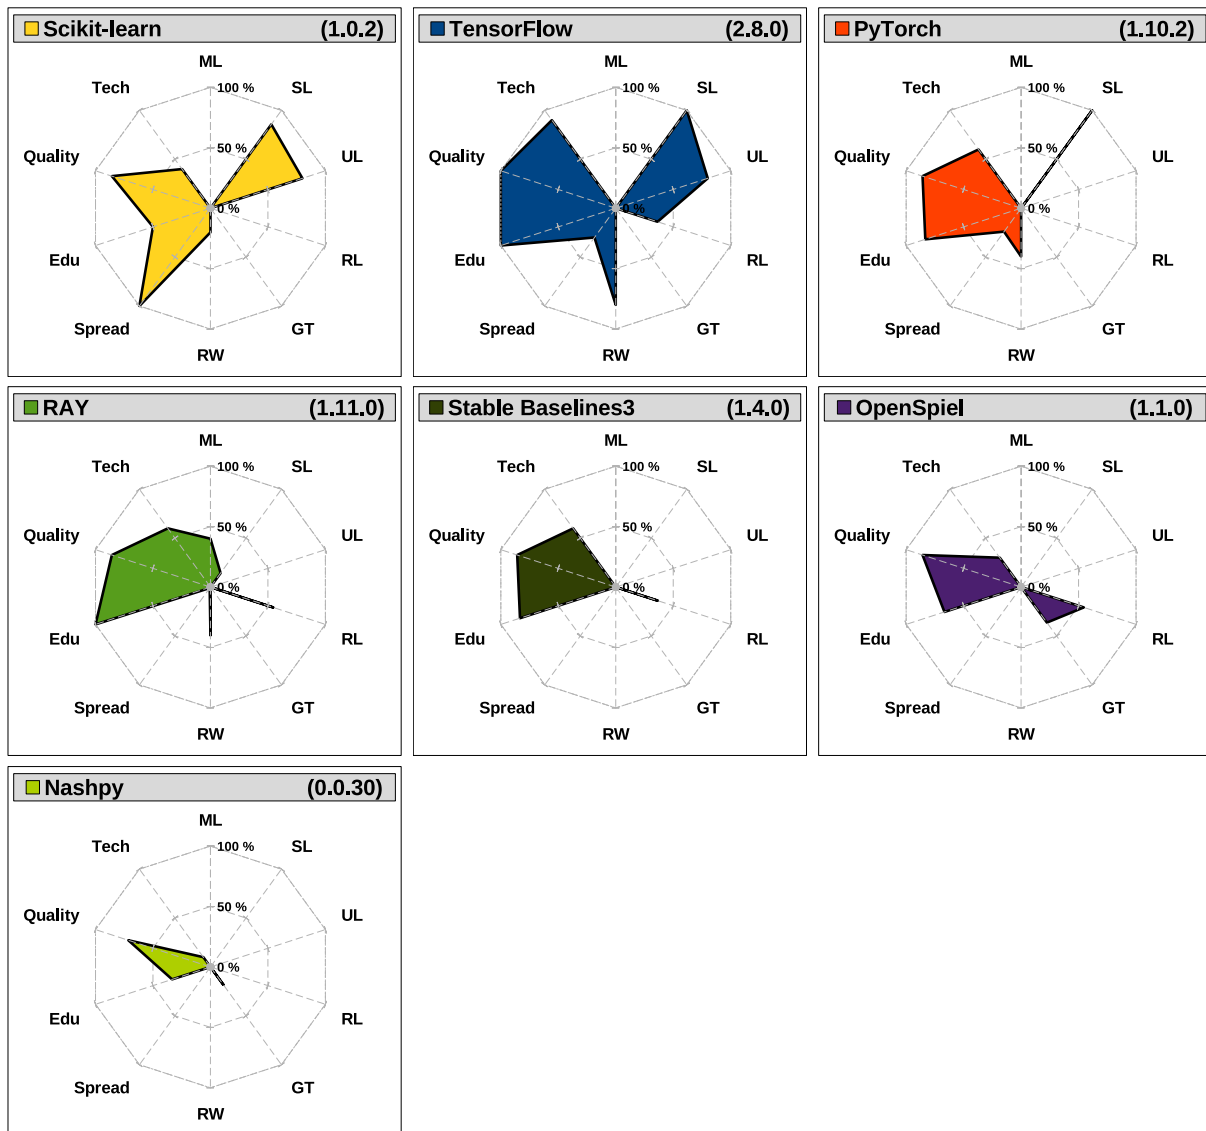 Scikit-learn (1.0.2)
ML
Tech SL
100 %
Quality 50 % UL
0 %
Edu RL
Spread GT
RW
TensorFlow (2.8.0)
ML
Tech SL
100 %
Quality 50 % UL
0 %
Edu RL
Spread GT
RW
PyTorch (1.10.2)
ML
Tech SL
100 %
Quality 50 % UL
0 %
Edu RL
Spread GT
RW
RAY (1.11.0)
ML
Tech SL
100 %
Quality 50 % UL
0 %
Edu RL
Spread GT
RW
Stable Baselines3 (1.4.0)
ML
Tech SL
100 %
Quality 50 % UL
0 %
Edu RL
Spread GT
RW
OpenSpiel (1.1.0)
ML
Tech SL
100 %
Quality 50 % UL
0 %
Edu RL
Spread GT
RW
Nashpy (0.0.30)
ML
Tech SL
100 %
Quality 50 % UL
0 %
Edu RL
Spread GT
RW